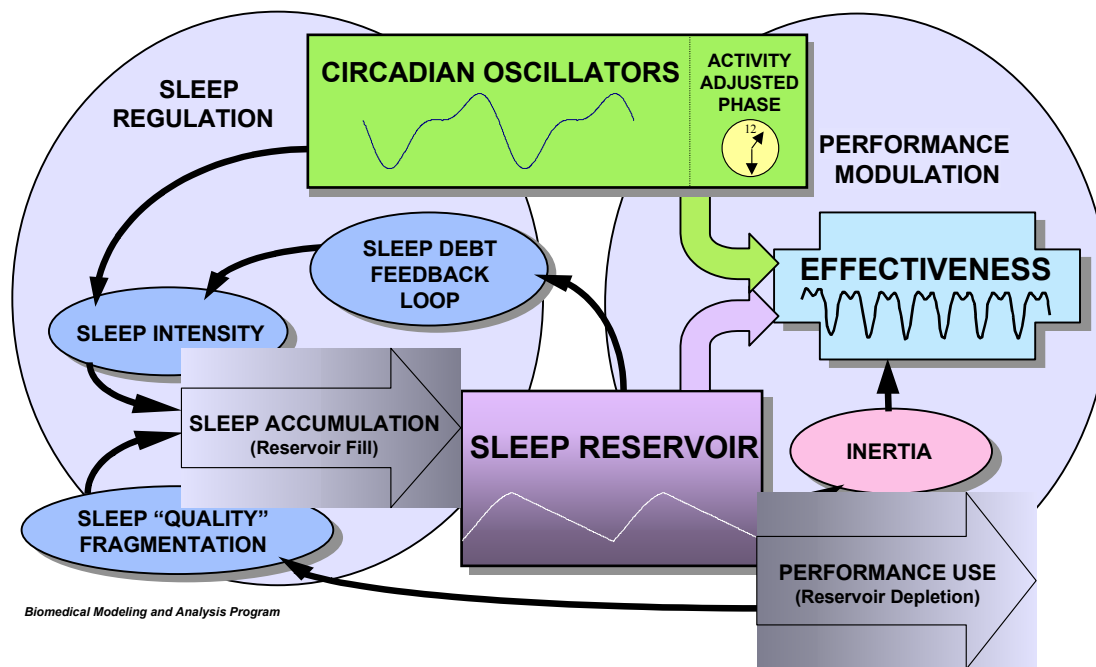 CIRCADIAN OSCILLATORS
ACTIVITY
ADJUSTED
PHASE
12
SLEEP
REGULATION
PERFORMANCE
MODULATION
SLEEP DEBT
FEEDBACK
LOOP
EFFECTIVENESS
SLEEP INTENSITY
SLEEP ACCUMULATION
(Reservoir Fill)
SLEEP RESERVOIR
INERTIA
SLEEP “QUALITY”
FRAGMENTATION
PERFORMANCE USE
(Reservoir Depletion)
Biomedical Modeling and Analysis Program